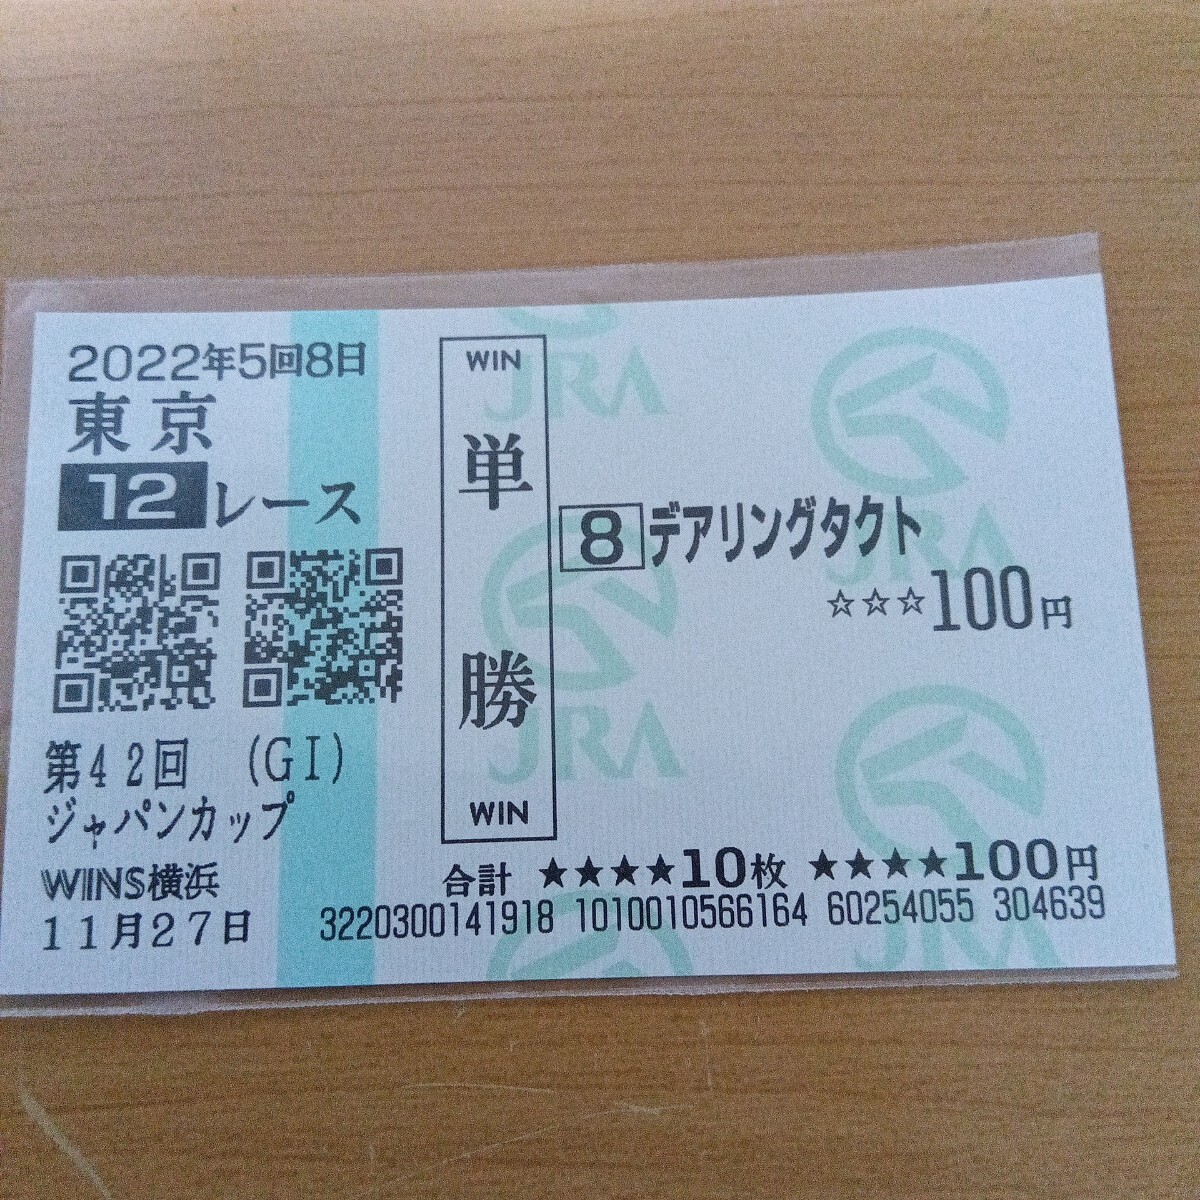 2022年5回8日
東京
12レース
第42回 (GI)
ジャパンカップ
WINS横浜
11月27日
WIN
単勝
WIN
8 デアリングタクト
☆☆☆100円
合計 ★★★★10枚 ★★★★100円
3220300141918 1010010566164 60254055 304639
JRA
JRA
JRA
JRA